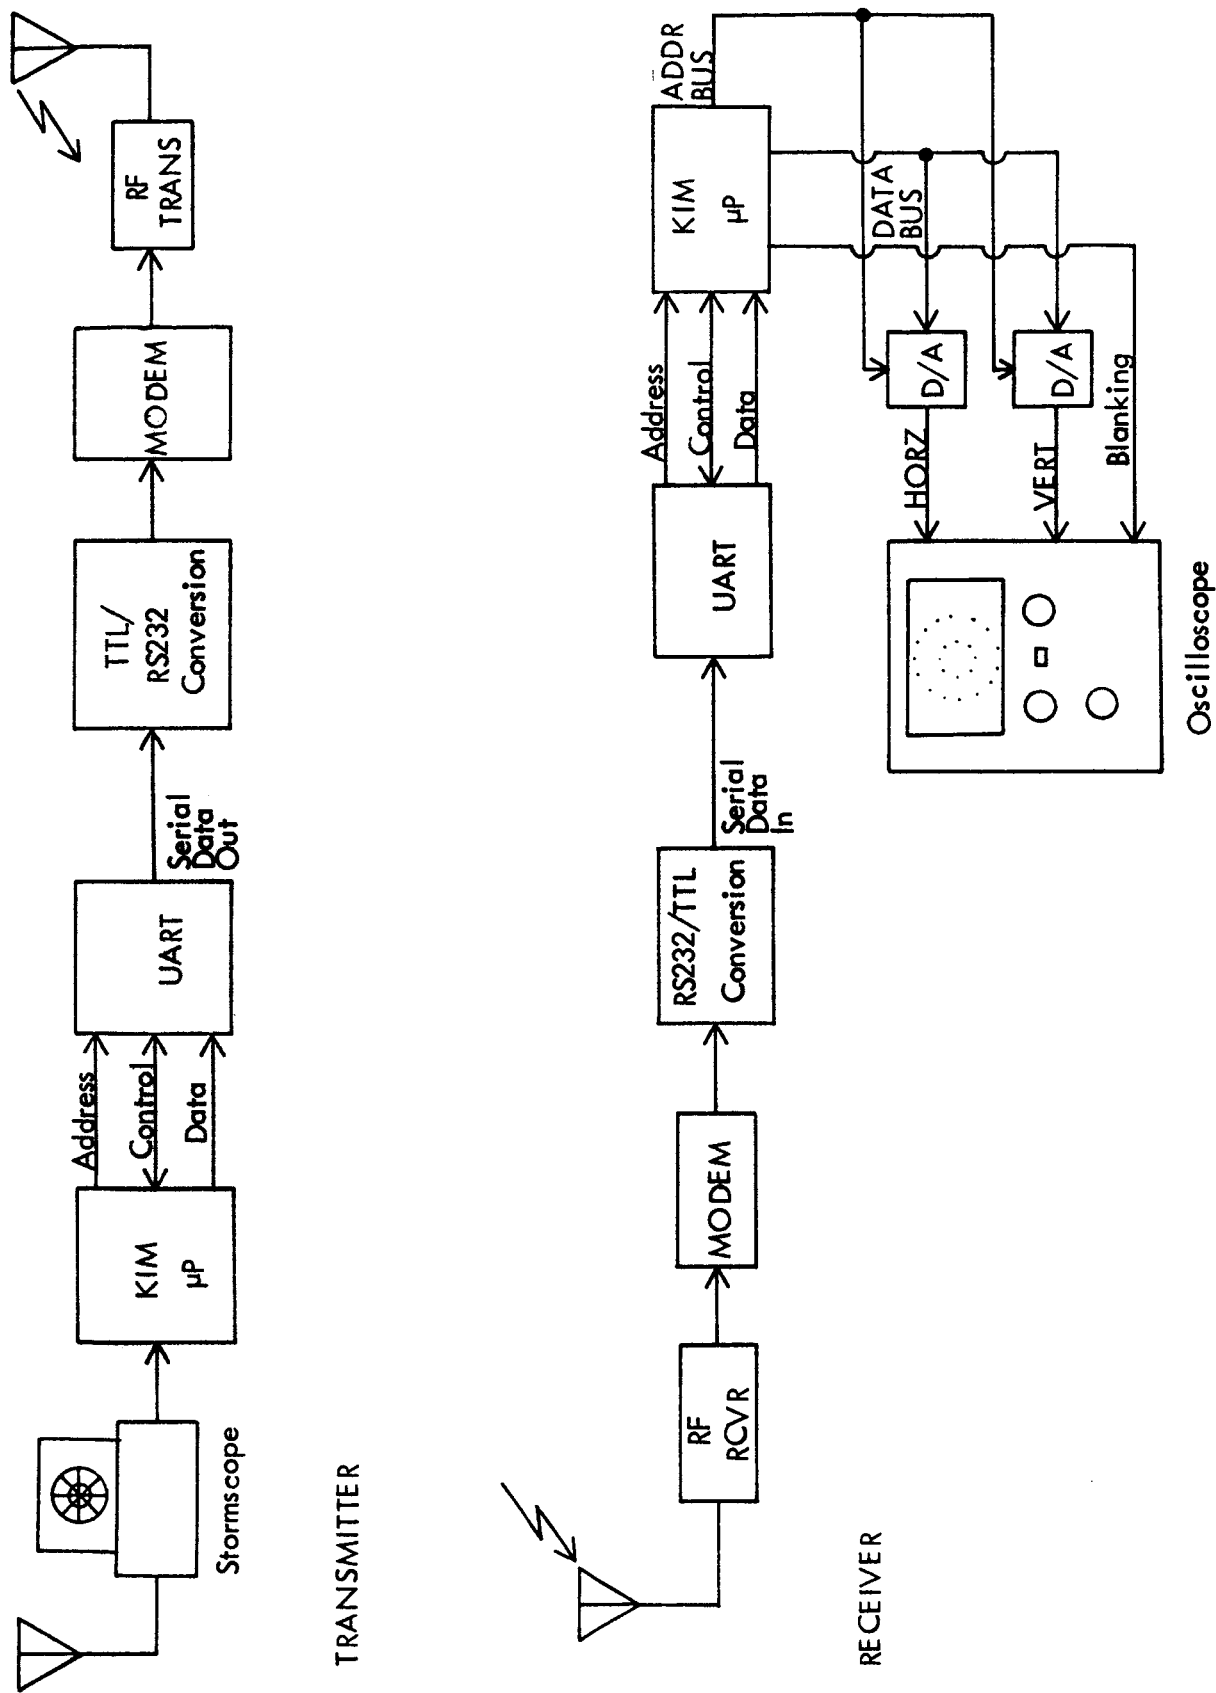 Stormscope
KIM
µP
Address
Control
Data
UART
Serial
Data
Out
TTL/
RS232
Conversion
MODEM
RF
TRANS
TRANSMITTER
RF
RCVR
MODEM
RS232/TTL
Conversion
Serial
Data
In
UART
Address
Control
Data
KIM
µP
ADDR
BUS
DATA
BUS
D/A
HORZ
D/A
VERT
Blanking
Oscilloscope
RECEIVER